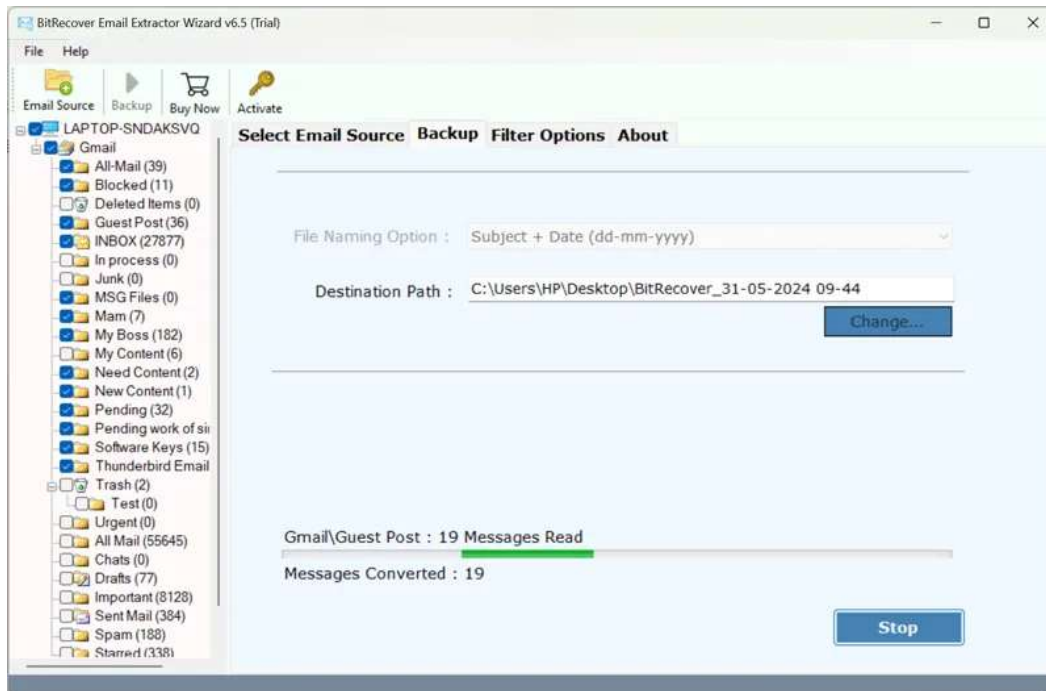 BitRecover Email Extractor Wizard v6.5 (Trial)
File Help
Email Source Backup Buy Now Activate
LAPTOP-SNDAKSVQ
Gmail
All-Mail (39)
Blocked (11)
Deleted Items (0)
Guest Post (36)
INBOX (27877)
In process (0)
Junk (0)
MSG Files (0)
Mam (7)
My Boss (182)
My Content (6)
Need Content (2)
New Content (1)
Pending (32)
Pending work of sii
Software Keys (15)
Thunderbird Email
Trash (2)
Test (0)
Urgent (0)
All Mail (55645)
Chats (0)
Drafts (77)
Important (8128)
Sent Mail (384)
Spam (188)
Starred (338)
Select Email Source Backup Filter Options About
File Naming Option : Subject + Date (dd-mm-yyyy)
Destination Path : C:\Users\HP\Desktop\BitRecover_31-05-2024 09-44
Change...
Gmail\Guest Post : 19 Messages Read
Messages Converted : 19
Stop